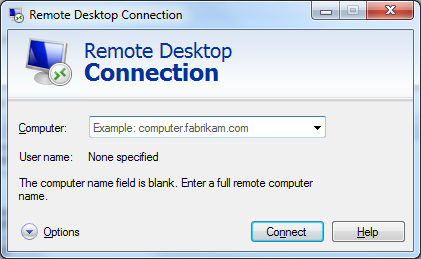 Remote Desktop Connection
Remote Desktop
Connection
Computer: Example: computer.fabrikam.com
User name: None specified
The computer name field is blank. Enter a full remote computer
name.
Options Connect Help